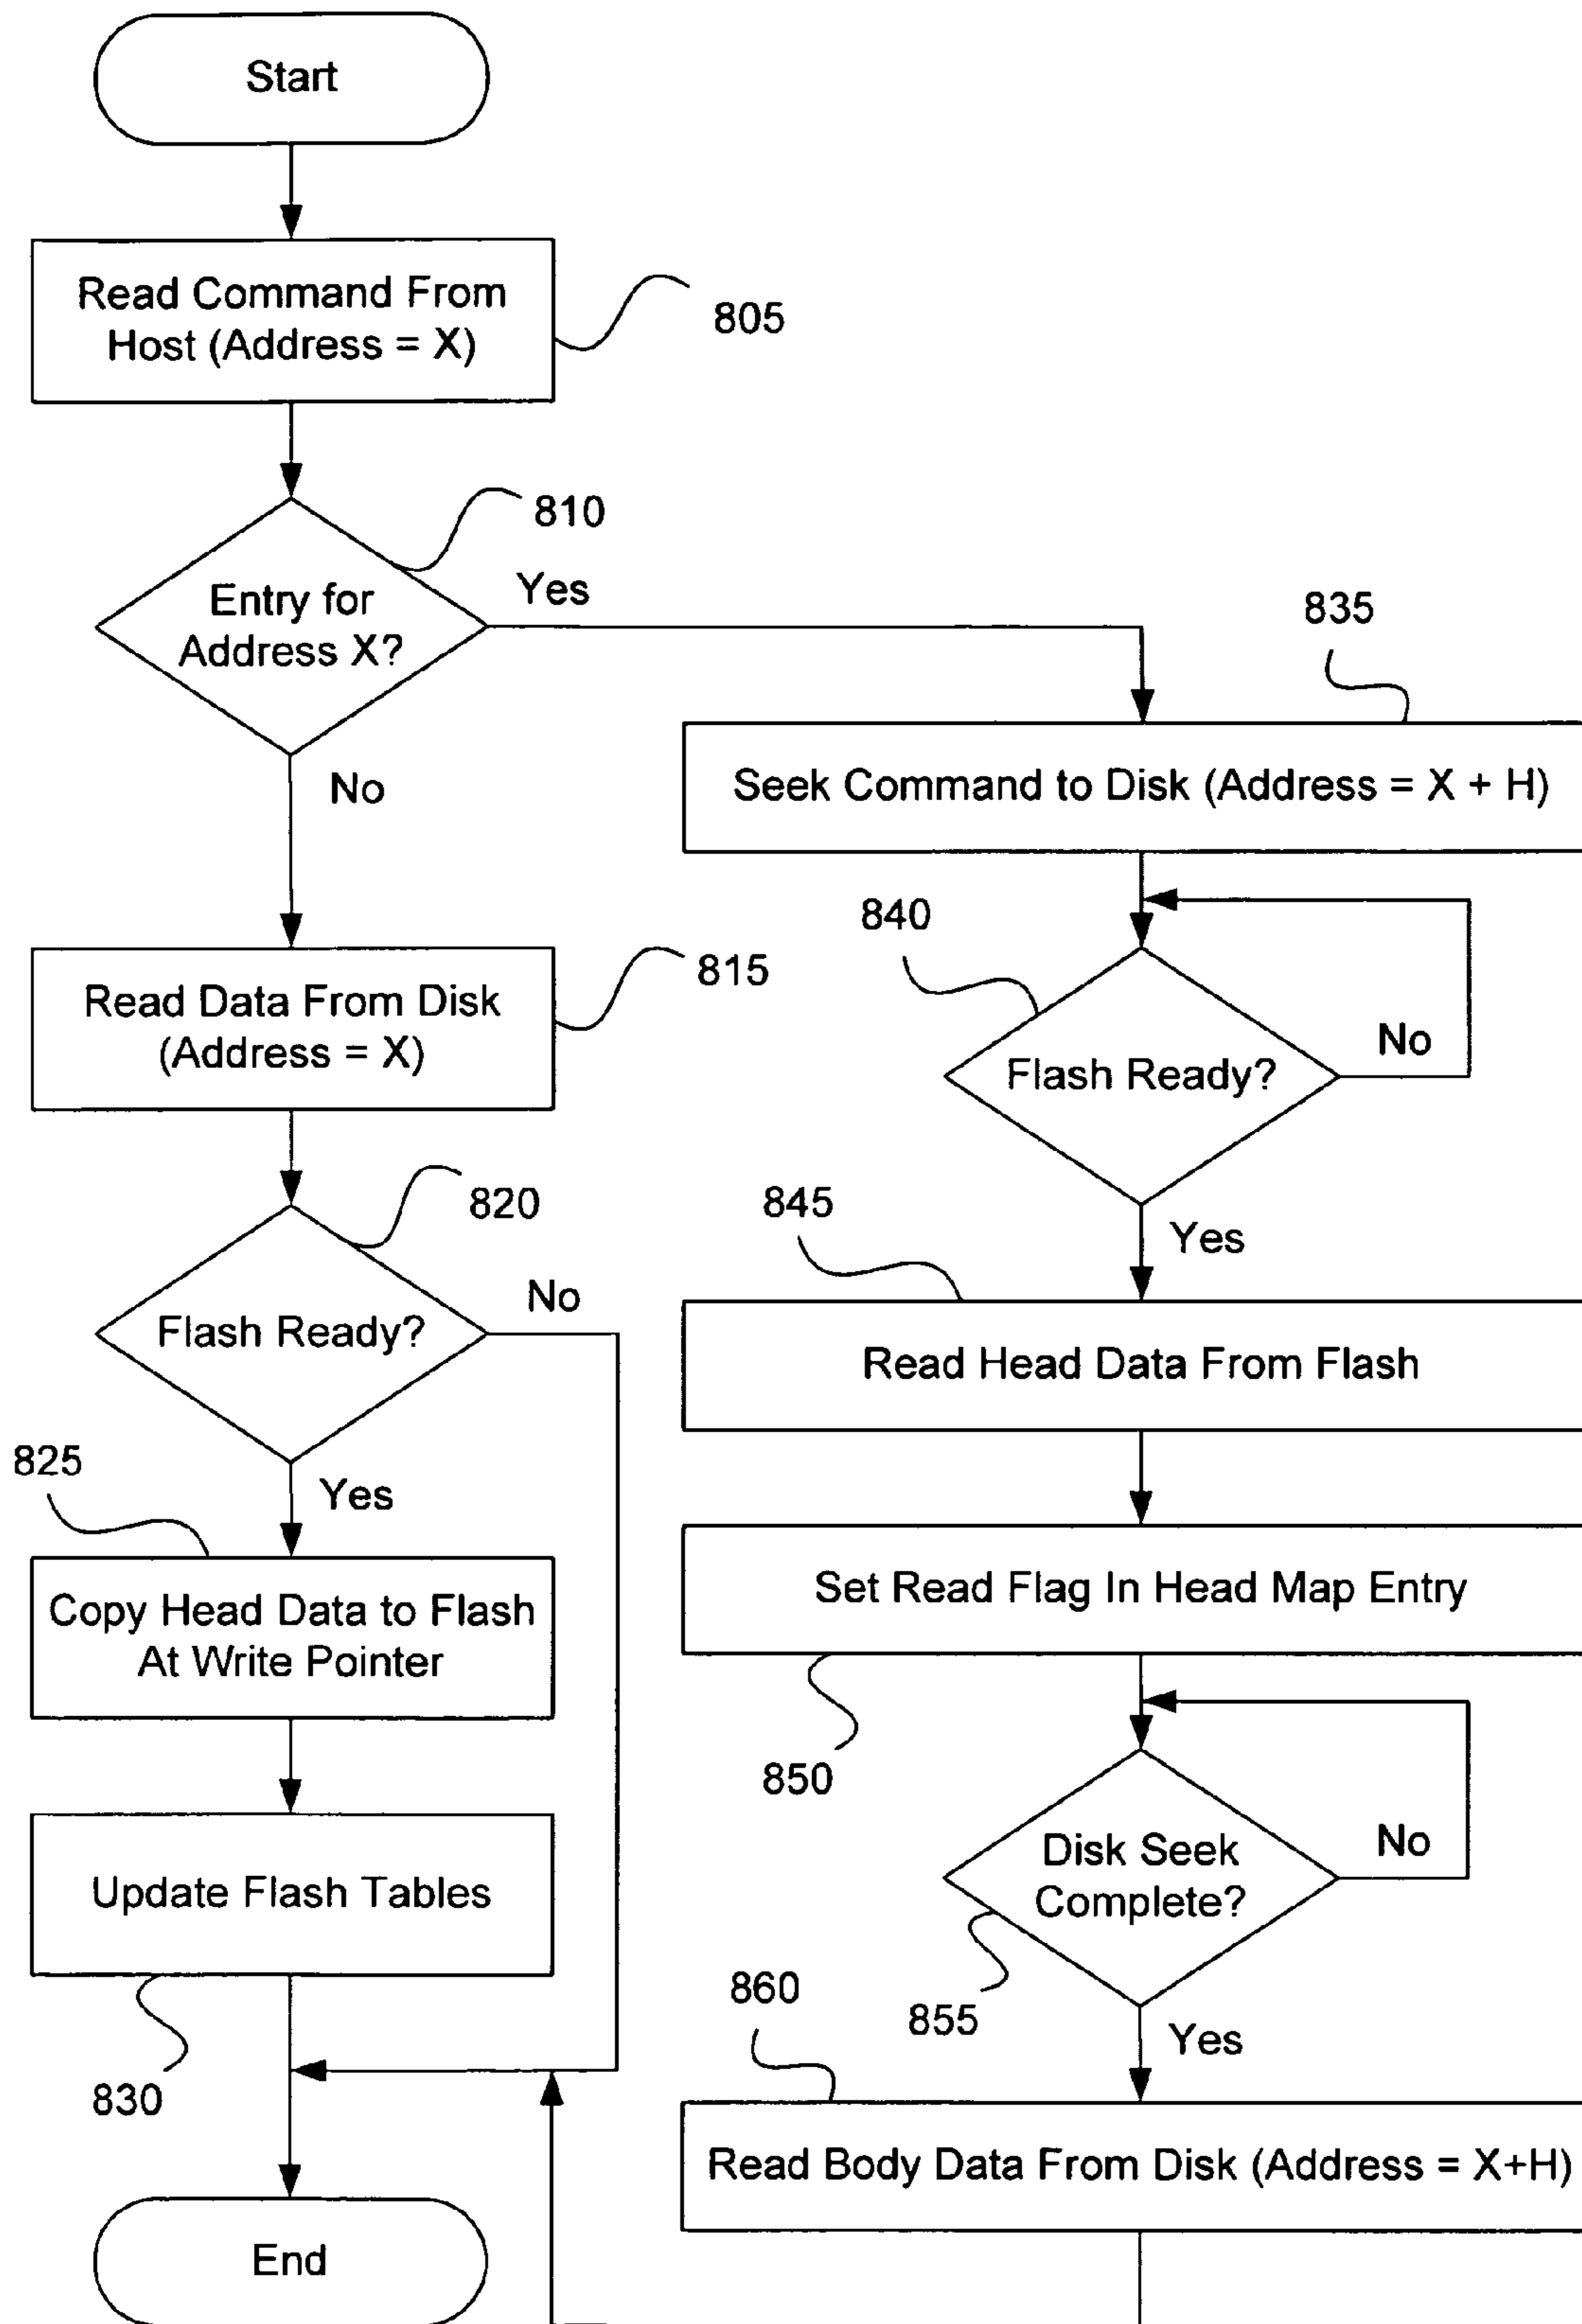 Start
Read Command From
Host (Address = X)
805
810
Entry for
Address X?
Yes
No
835
Seek Command to Disk (Address = X + H)
840
Flash Ready?
No
Yes
815
Read Data From Disk
(Address = X)
820
Flash Ready?
No
Yes
825
Copy Head Data to Flash
At Write Pointer
Update Flash Tables
830
End
845
Read Head Data From Flash
Set Read Flag In Head Map Entry
850
Disk Seek
Complete?
No
855
Yes
860
Read Body Data From Disk (Address = X+H)